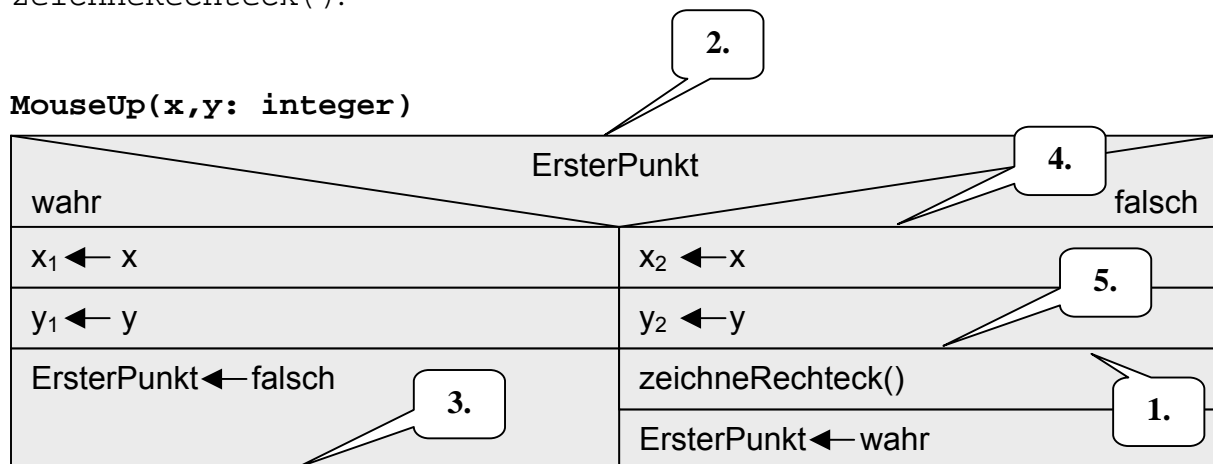 zeichneRechteck().
2.
MouseUp(x,y: integer)
ErsterPunkt
4.
wahr
falsch
x₁ ← x
x₂ ← x
5.
y₁ ← y
y₂ ← y
ErsterPunkt ← falsch
zeichneRechteck()
3.
1.
ErsterPunkt ← wahr